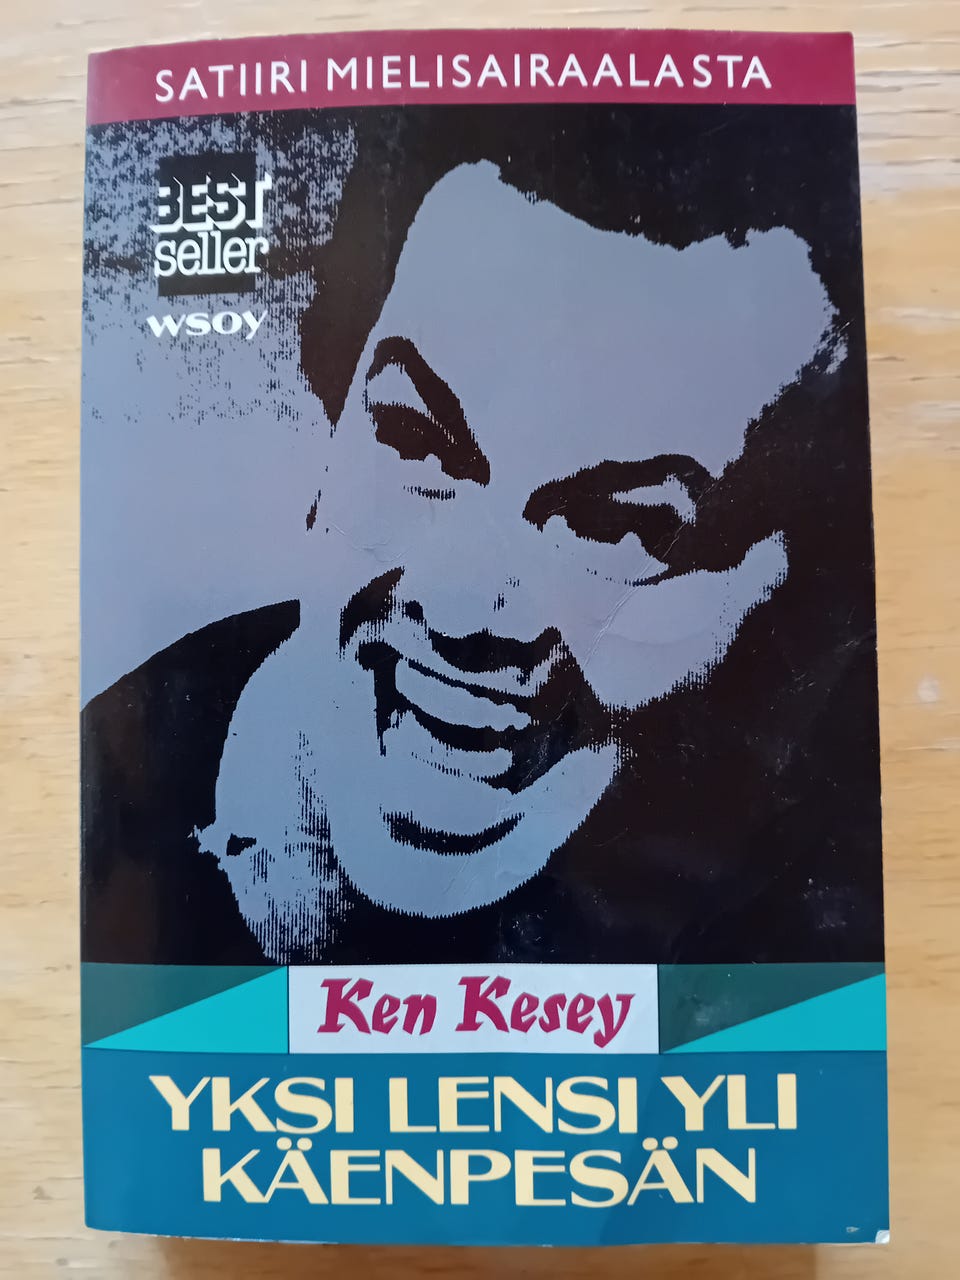 SATIIRI MIELISAIRAALASTA
BEST
seller
wsoy
Ken Kesey
YKSI LENSI YLI
KÄENPESÄN